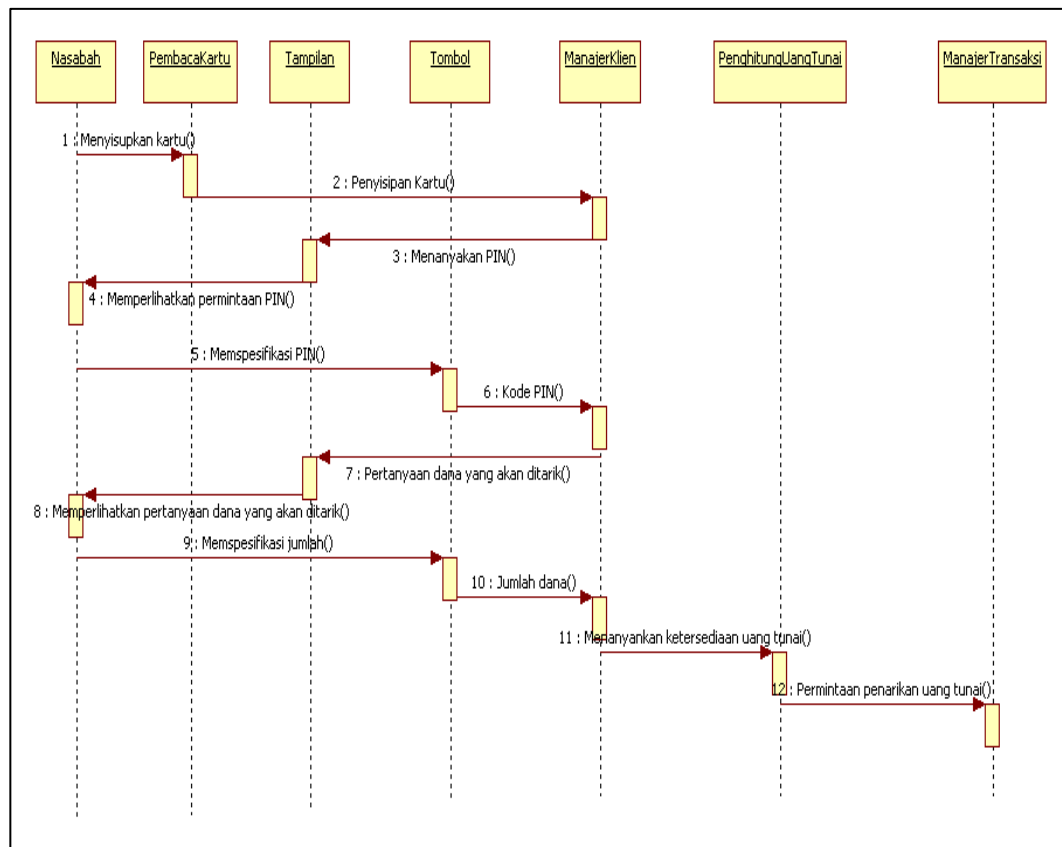 Nasabah
PembacaKartu
Tampilan
Tombol
ManajerKlien
PenghitungUangTunai
ManajerTransaksi
1 : Menyisupkan kartu()
2 : Penyisipan Kartu()
3 : Menanyakan PIN()
4 : Memperlihatkan permintaan PIN()
5 : Memspesifikasi PIN()
6 : Kode PIN()
7 : Pertanyaan dana yang akan ditarik()
8 : Memperlihatkan pertanyaan dana yang akan ditarik()
9 : Memspesifikasi jumlah()
10 : Jumlah dana()
11 : Menanyankan ketersediaan uang tunai()
12 : Permintaan penarikan uang tunai()